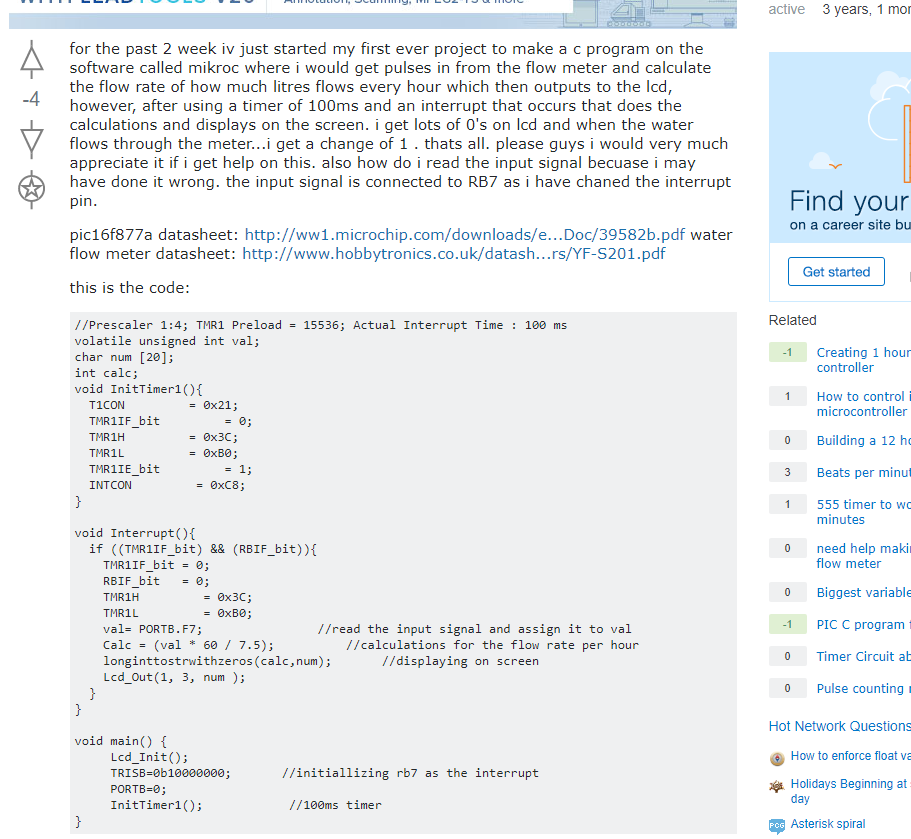 Annotation, Scanning, MPEG2-TS & more
active 3 years, 1 mor
for the past 2 week iv just started my first ever project to make a c program on the
software called mikroc where i would get pulses in from the flow meter and calculate
the flow rate of how much litres flows every hour which then outputs to the lcd,
however, after using a timer of 100ms and an interrupt that occurs that does the
calculations and displays on the screen. i get lots of 0's on lcd and when the water
flows through the meter...i get a change of 1 . thats all. please guys i would very much
appreciate it if i get help on this. also how do i read the input signal becuase i may
have done it wrong. the input signal is connected to RB7 as i have chaned the interrupt
pin.
-4
pic16f877a datasheet: http://ww1.microchip.com/downloads/e...Doc/39582b.pdf water
flow meter datasheet: http://www.hobbytronics.co.uk/datash...rs/YF-S201.pdf
this is the code:
//Prescaler 1:4; TMR1 Preload = 15536; Actual Interrupt Time : 100 ms
volatile unsigned int val;
char num [20];
int calc;
void InitTimer1(){
T1CON = 0x21;
TMR1IF_bit = 0;
TMR1H = 0x3C;
TMR1L = 0xB0;
TMR1IE_bit = 1;
INTCON = 0xC8;
}
void Interrupt(){
if ((TMR1IF_bit) && (RBIF_bit)){
TMR1IF_bit = 0;
RBIF_bit = 0;
TMR1H = 0x3C;
TMR1L = 0xB0;
val= PORTB.F7; //read the input signal and assign it to val
Calc = (val * 60 / 7.5); //calculations for the flow rate per hour
longinttostrwithzeros(calc,num); //displaying on screen
Lcd_Out(1, 3, num );
}
}
void main() {
Lcd_Init();
TRISB=0b10000000; //initiallizing rb7 as the interrupt
PORTB=0;
InitTimer1(); //100ms timer
}
Find your
on a career site bu
Get started
Related
-1 Creating 1 hour
controller
1 How to control i
microcontroller
0 Building a 12 ho
3 Beats per minut
1 555 timer to wo
minutes
0 need help makin
flow meter
0 Biggest variable
-1 PIC C program f
0 Timer Circuit ab
0 Pulse counting
Hot Network Questions
How to enforce float va
Holidays Beginning at
day
PCG Asterisk spiral